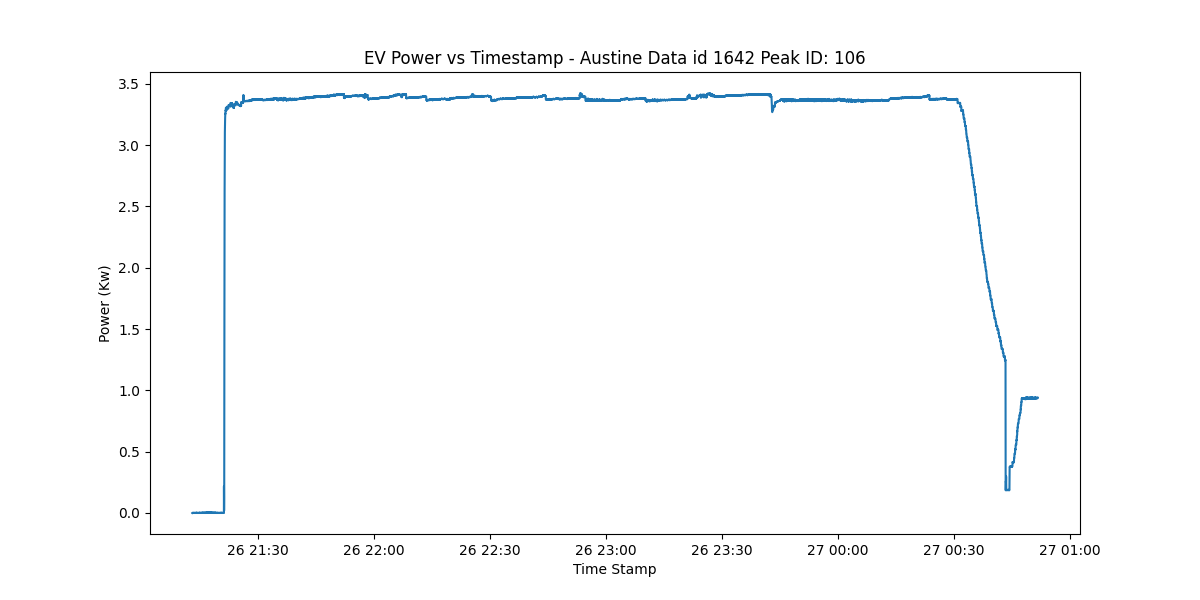 EV Power vs Timestamp - Austine Data id 1642 Peak ID: 106
3.5
3.0
2.5
2.0
1.5
1.0
0.5
0.0
Power (Kw)
26 21:30 26 22:00 26 22:30 26 23:00 26 23:30 27 00:00 27 00:30 27 01:00
Time Stamp